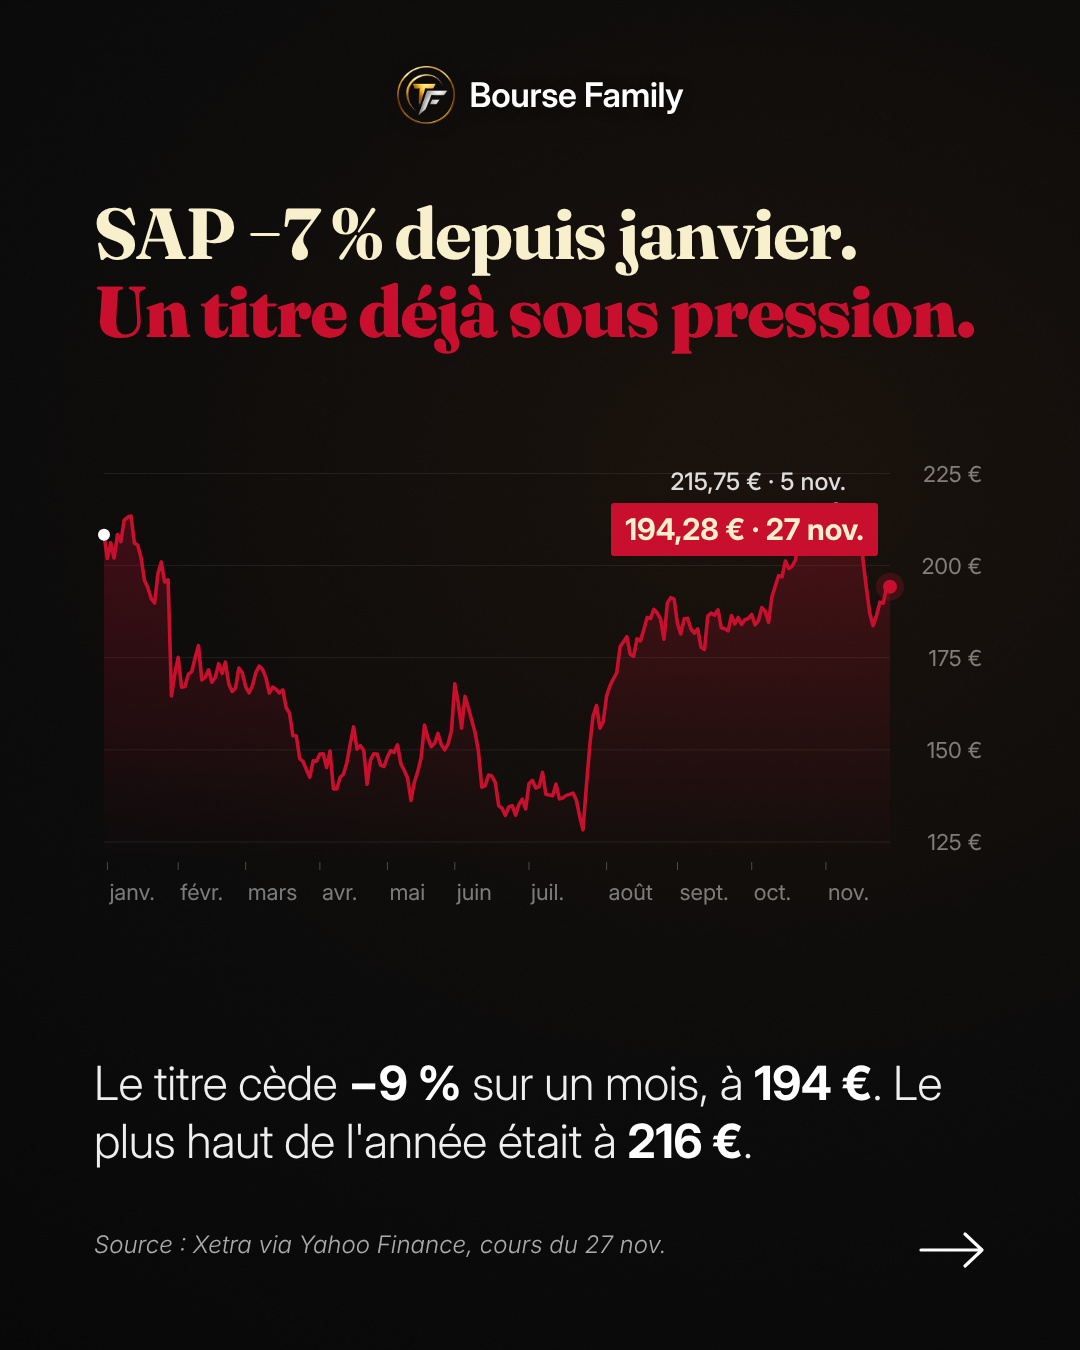 Bourse Family
SAP −7 % depuis janvier.
Un titre déjà sous pression.
225 €
215,75 € · 5 nov.
194,28 € · 27 nov.
200 €
175 €
150 €
125 €
janv. févr. mars avr. mai juin juil. août sept. oct. nov.
Le titre cède −9 % sur un mois, à 194 €. Le
plus haut de l'année était à 216 €.
Source : Xetra via Yahoo Finance, cours du 27 nov.